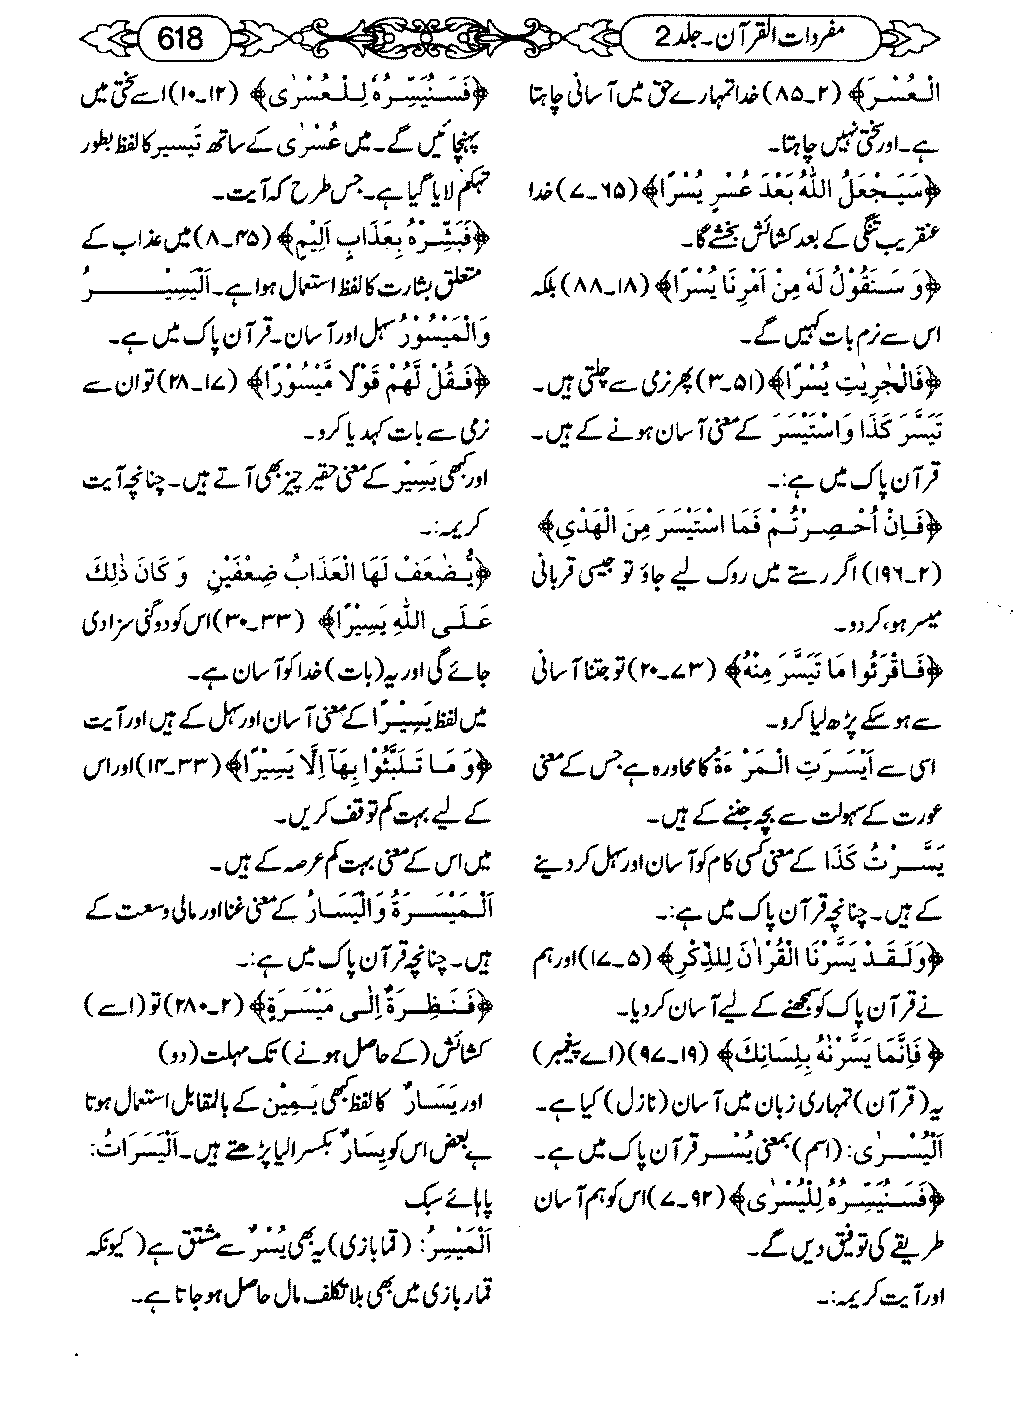 مفردات القرآن۔جلد 2
618
الْعُسْرَ﴾ (۲۔۸۵) خدا تمہارے حق میں آسانی چاہتا
ہے۔اور سختی نہیں چاہتا۔
﴿سَیَجْعَلُ اللّٰہُ بَعْدَ عُسْرٍ یُسْرًا﴾ (۶۵۔۷) خدا
عنقریب تنگی کے بعد کشائش بخشے گا۔
﴿وَ سَنَقُوْلُ لَہٗ مِنْ اَمْرِنَا یُسْرًا﴾ (۱۸۔۸۸) بلکہ
اس سے نرم بات کہیں گے۔
﴿فَالْجٰرِیٰتِ یُسْرًا﴾ (۵۱۔۳) پھر نرمی سے چلتی ہیں۔
تَیَسَّرَ کَذَا وَاسْتَیْسَرَ کے معنی آسان ہونے کے ہیں۔
قرآن پاک میں ہے:۔
﴿فَاِنْ اُحْصِرْتُمْ فَمَا اسْتَیْسَرَ مِنَ الْھَدْیِ﴾
(۲۔۱۹۶) اگر رستے میں روک لیے جاؤ تو جیسی قربانی
میسر ہو،کردو۔
﴿فَاقْرَئُوْا مَا تَیَسَّرَ مِنْہُ﴾ (۷۳۔۲۰) تو جتنا آسانی
سے ہو سکے پڑھ لیا کرو۔
اسی سے اَیْسَرَتِ الْمَرْءَۃُ کا محاورہ ہے جس کے معنی
عورت کے سہولت سے بچہ جننے کے ہیں۔
یَسَّرْتُ کَذَا کے معنی کسی کام کو آسان اور سہل کر دینے
کے ہیں۔چنانچہ قرآن پاک میں ہے:۔
﴿وَلَقَدْ یَسَّرْنَا الْقُرْاٰنَ لِلذِّکْرِ﴾ (۵۔۱۷) اور ہم
نے قرآن پاک کو سمجھنے کے لیے آسان کر دیا۔
﴿فَاِنَّمَا یَسَّرْنٰہُ بِلِسَانِکَ﴾ (۱۹۔۹۷) (اے پیغمبر)
یہ (قرآن) تمہاری زبان میں آسان (نازل) کیا ہے۔
اَلْیُسْرٰی: (اسم) بمعنی یُسْر قرآن پاک میں ہے۔
﴿فَسَنُیَسِّرُہٗ لِلْیُسْرٰی﴾ (۹۲۔۷) اس کو ہم آسان
طریقے کی توفیق دیں گے۔
اور آیت کریمہ:۔
﴿فَسَنُیَسِّرُہٗ لِلْعُسْرٰی﴾ (۱۲۔۱۰) اسے سختی میں
پہنچائیں گے۔میں عُسْرٰی کے ساتھ تَیسیر کا لفظ بطور
تہکم لایا گیا ہے۔جس طرح کہ آیت۔
﴿فَبَشِّرْہُ بِعَذَابٍ اَلِیْمٍ﴾ (۴۵۔۸) میں عذاب کے
متعلق بشارت کا لفظ استعمال ہوا ہے۔اَلْیَسِیْرُ
وَالْمَیْسُوْرُ سہل اور آسان۔قرآن پاک میں ہے۔
﴿فَقُلْ لَّھُمْ قَوْلًا مَّیْسُوْرًا﴾ (۱۷۔۲۸) تو ان سے
نرمی سے بات کہہ دیا کرو۔
اور کبھی یَسِیْر کے معنی حقیر چیز بھی آتے ہیں۔چنانچہ آیت
کریمہ:۔
﴿یُّضٰعَفْ لَھَا الْعَذَابُ ضِعْفَیْنِ وَ کَانَ ذٰلِکَ
عَلَی اللّٰہِ یَسِیْرًا﴾ (۳۳۔۳۰) اس کو دوگنی سزا دی
جائے گی اور یہ (بات) خدا کو آسان ہے۔
میں لفظ یَسِیْرًا کے معنی آسان اور سہل کے ہیں اور آیت
﴿وَ مَا تَلَبَّثُوْا بِھَآ اِلَّا یَسِیْرًا﴾ (۳۳۔۱۴) اور اس
کے لیے بہت کم توقف کریں۔
میں اس کے معنی بہت کم عرصہ کے ہیں۔
اَلْمَیْسَرَۃُ وَالْیَسَارُ کے معنی غنا اور مالی وسعت کے
ہیں۔چنانچہ قرآن پاک میں ہے:۔
﴿فَنَظِرَۃٌ اِلٰی مَیْسَرَۃٍ﴾ (۲۔۲۸۰) تو (اسے)
کشائش (کے حاصل ہونے) تک مہلت (دو)
اور یَسَارٌ کا لفظ کبھی یَمِیْن کے بالمقابل استعمال ہوتا
ہے بعض اس کو یِسَارٌ بکسر الیا پڑھتے ہیں۔اَلْیَسَرَاتُ:
پاہائے سبک
اَلْمَیْسِرُ: (قمابازی) یہ بھی یُسْرٌ سے مشتق ہے (کیونکہ
قمار بازی میں بھی بلا تکلف مال حاصل ہو جاتا ہے۔